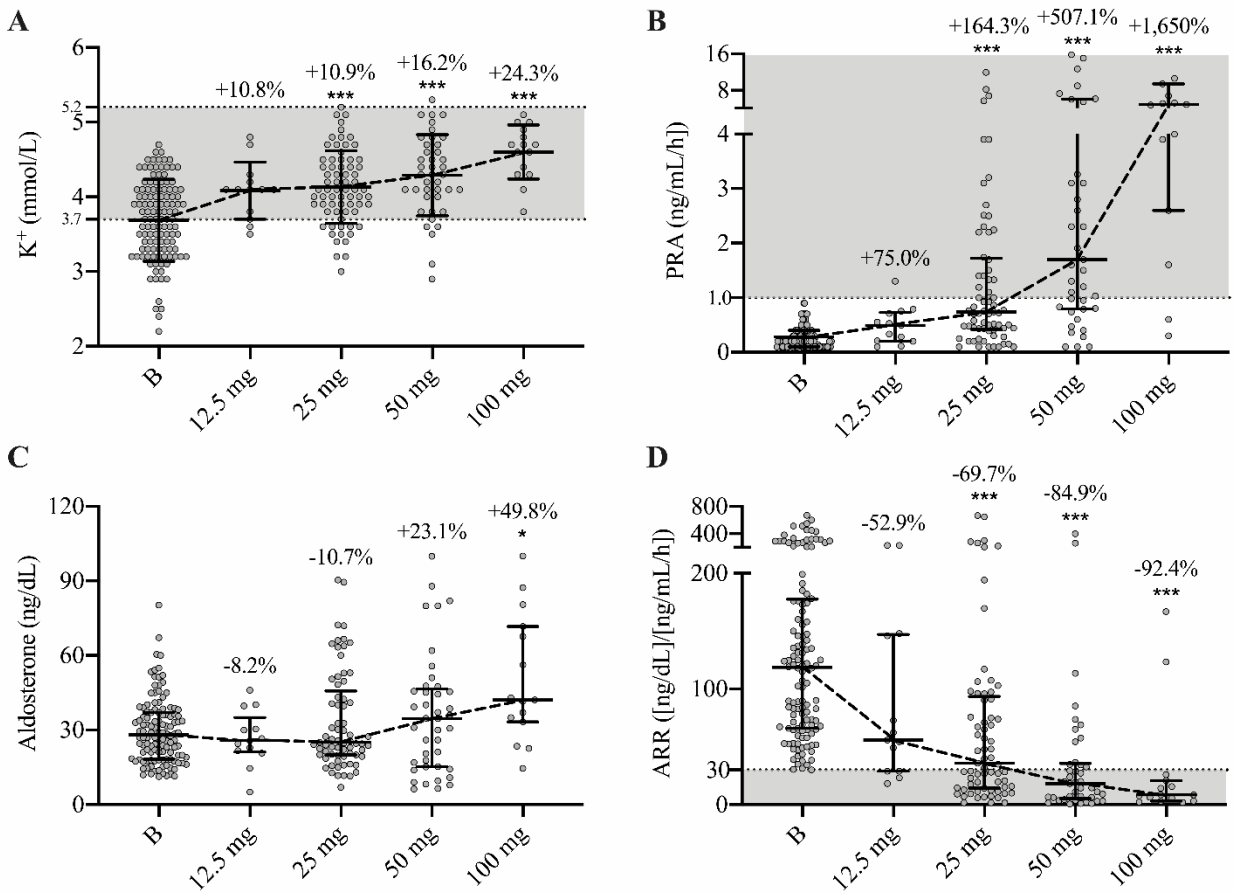 A
+10.8%
+10.9%
***
+16.2%
***
+24.3%
***
K+ (mmol/L)
6
5.2
5
4
3.7
3
2
B
12.5 mg
25 mg
50 mg
100 mg
B
+75.0%
+164.3%
***
+507.1%
***
+1,650%
***
PRA (ng/mL/h])
16
8
4
3
2
1.0
0
B
12.5 mg
25 mg
50 mg
100 mg
C
-8.2%
-10.7%
+23.1%
+49.8%
*
Aldosterone (ng/dL)
120
90
60
30
0
B
12.5 mg
25 mg
50 mg
100 mg
D
-52.9%
-69.7%
***
-84.9%
***
-92.4%
***
ARR ([ng/dL]/[ng/mL/h])
800
400
200
100
30
0
B
12.5 mg
25 mg
50 mg
100 mg